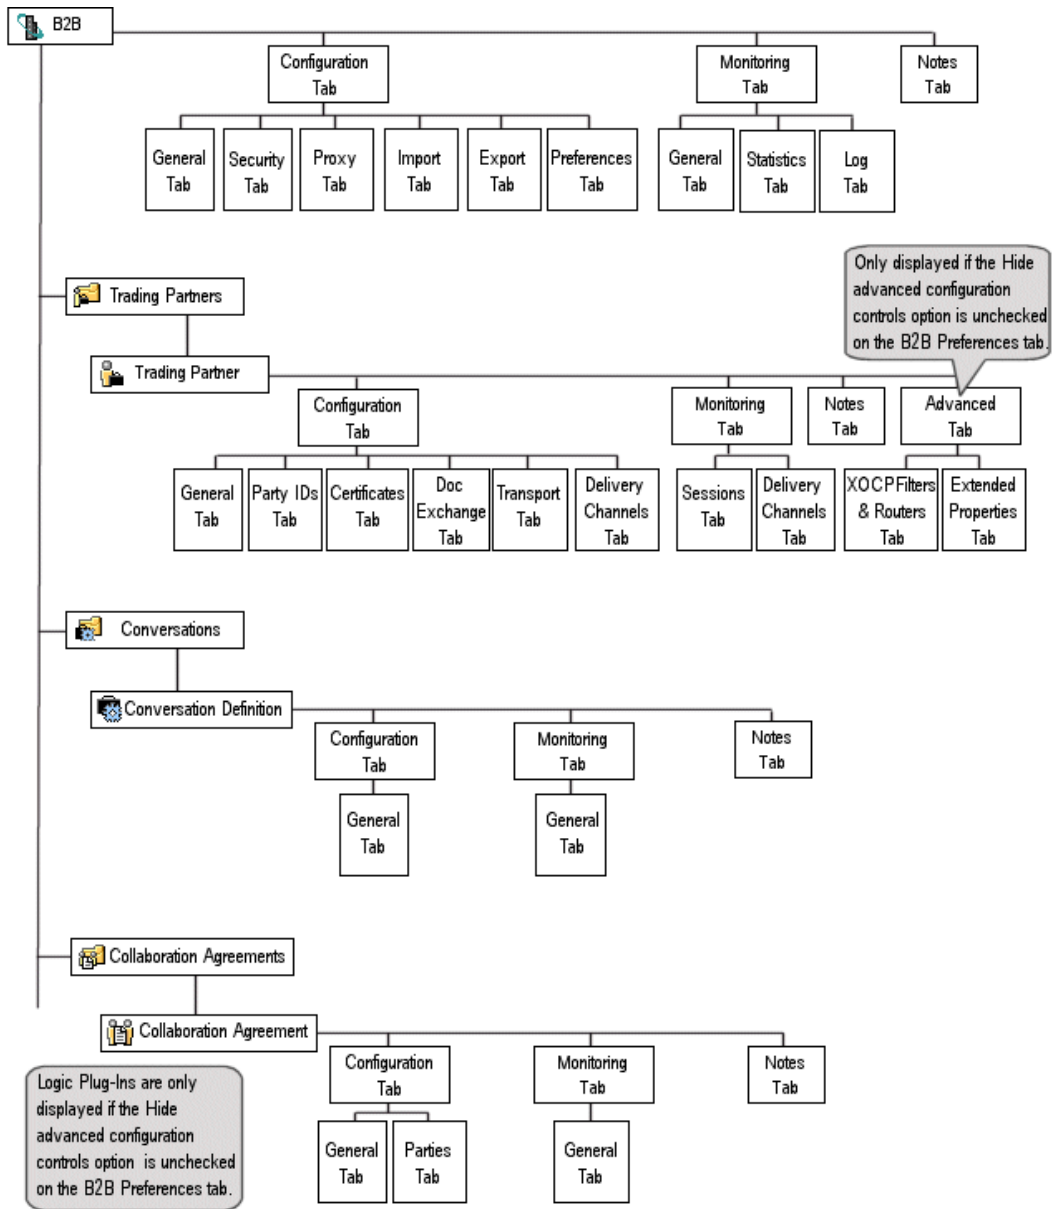 B2B
Configuration
Tab
Monitoring
Tab
Notes
Tab
General
Tab
Security
Tab
Proxy
Tab
Import
Tab
Export
Tab
Preferences
Tab
General
Tab
Statistics
Tab
Log
Tab
Only displayed if the Hide
advanced configuration
controls option is unchecked
on the B2B Preferences tab.
Trading Partners
Trading Partner
Configuration
Tab
Monitoring
Tab
Notes
Tab
Advanced
Tab
General
Tab
Party IDs
Tab
Certificates
Tab
Doc
Exchange
Tab
Transport
Tab
Delivery
Channels
Tab
Sessions
Tab
Delivery
Channels
Tab
XOCPFilters
& Routers
Tab
Extended
Properties
Tab
Conversations
Conversation Definition
Configuration
Tab
Monitoring
Tab
Notes
Tab
General
Tab
General
Tab
Collaboration Agreements
Collaboration Agreement
Configuration
Tab
Monitoring
Tab
Notes
Tab
Logic Plug-Ins are only
displayed if the Hide
advanced configuration
controls option is unchecked
on the B2B Preferences tab.
General
Tab
Parties
Tab
General
Tab